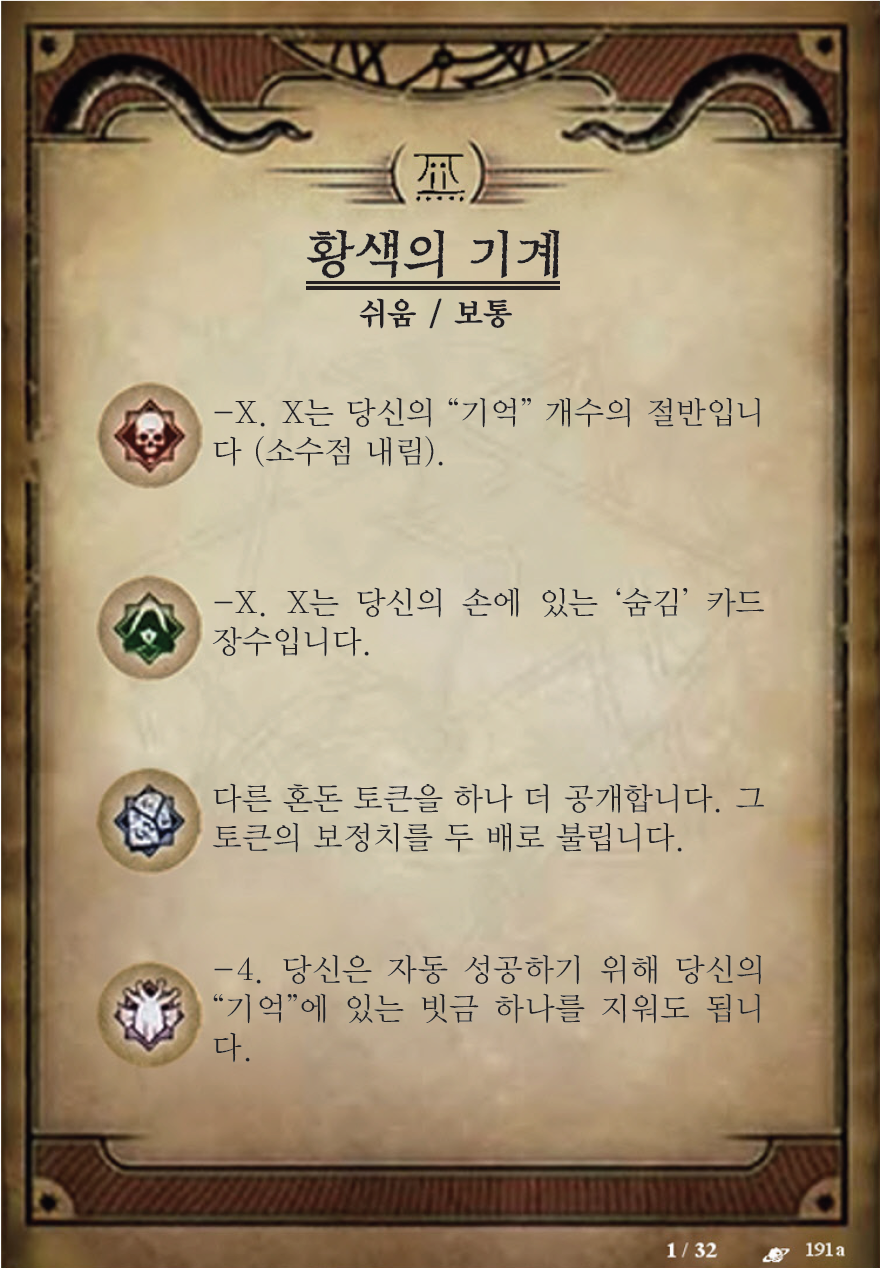 황색의 기계
쉬움 / 보통
-X. X는 당신의 “기억” 개수의 절반입니
다 (소수점 내림).
-X. X는 당신의 손에 있는 ‘숨김’ 카드
장수입니다.
다른 혼돈 토큰을 하나 더 공개합니다. 그
토큰의 보정치를 두 배로 불립니다.
-4. 당신은 자동 성공하기 위해 당신의
“기억”에 있는 빗금 하나를 지워도 됩니
다.
1 / 32 191a